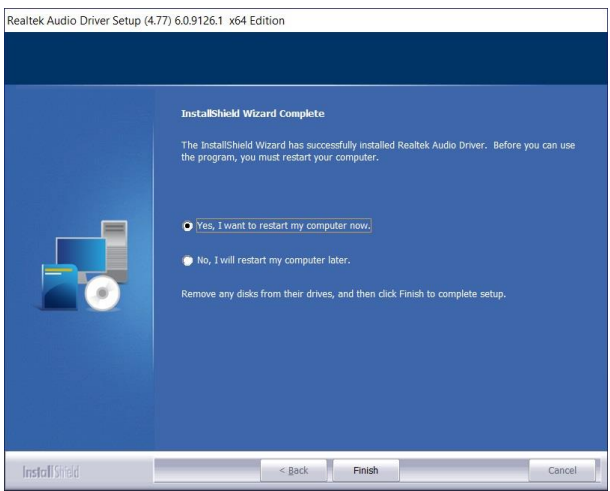 Realtek Audio Driver Setup (4.77) 6.0.9126.1 x64 Edition
InstallShield Wizard Complete
The InstallShield Wizard has successfully installed Realtek Audio Driver. Before you can use
the program, you must restart your computer.
Yes, I want to restart my computer now.
No, I will restart my computer later.
Remove any disks from their drives, and then click Finish to complete setup.
InstallShield
< Back
Finish
Cancel